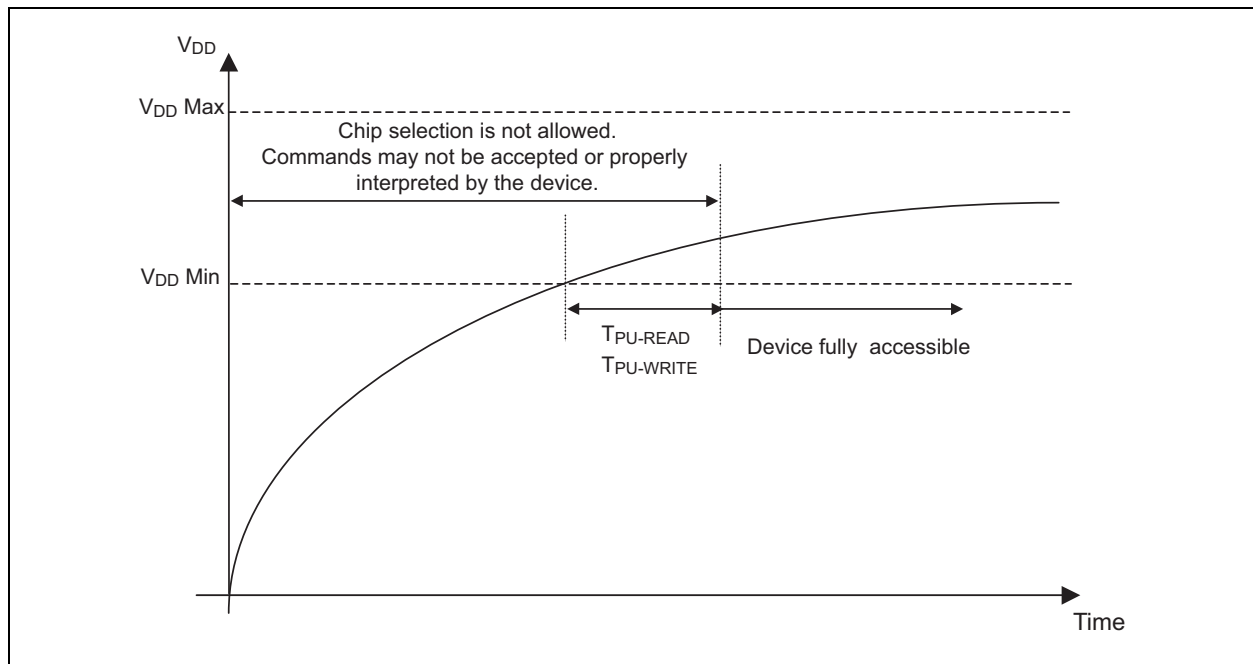 VDD
VDD Max
Chip selection is not allowed.
Commands may not be accepted or properly
interpreted by the device.
VDD Min
TPU-READ
TPU-WRITE
Device fully accessible
Time